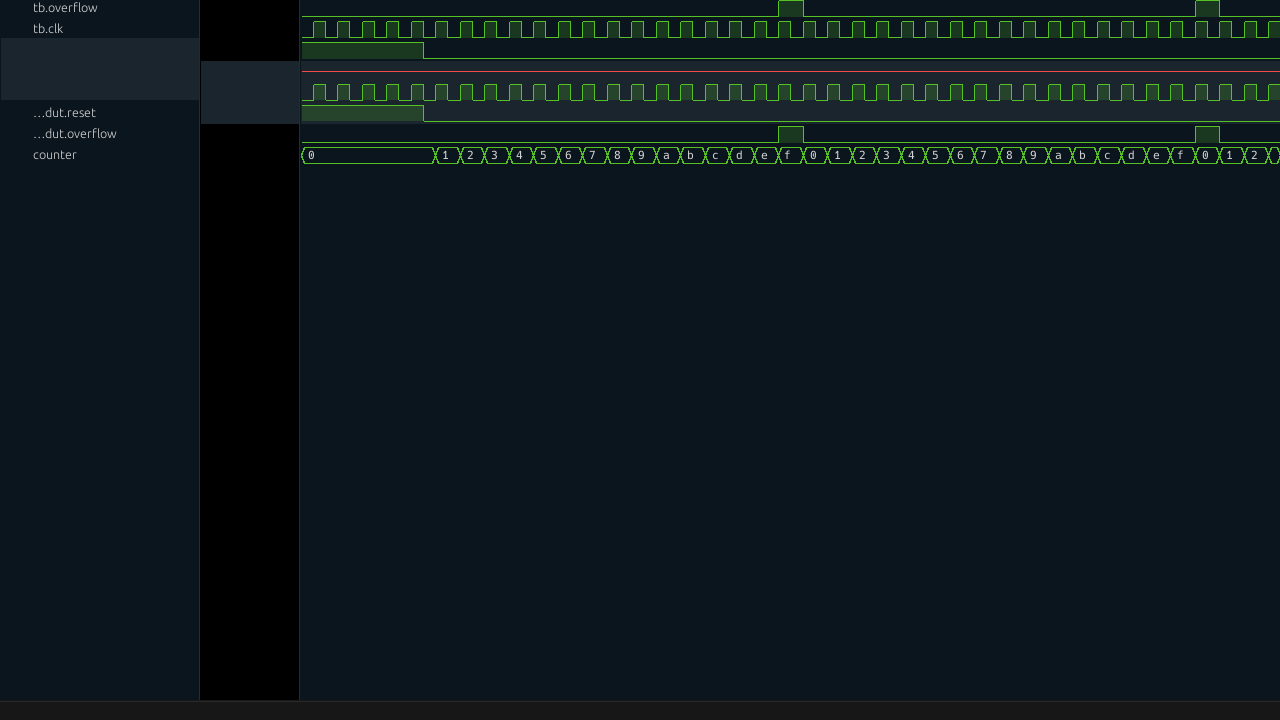 tb.overflow
tb.clk
...dut.reset
...dut.overflow
counter 0 1 2 3 4 5 6 7 8 9 a b c d e f 0 1 2 3 4 5 6 7 8 9 a b c d e f 0 1 2